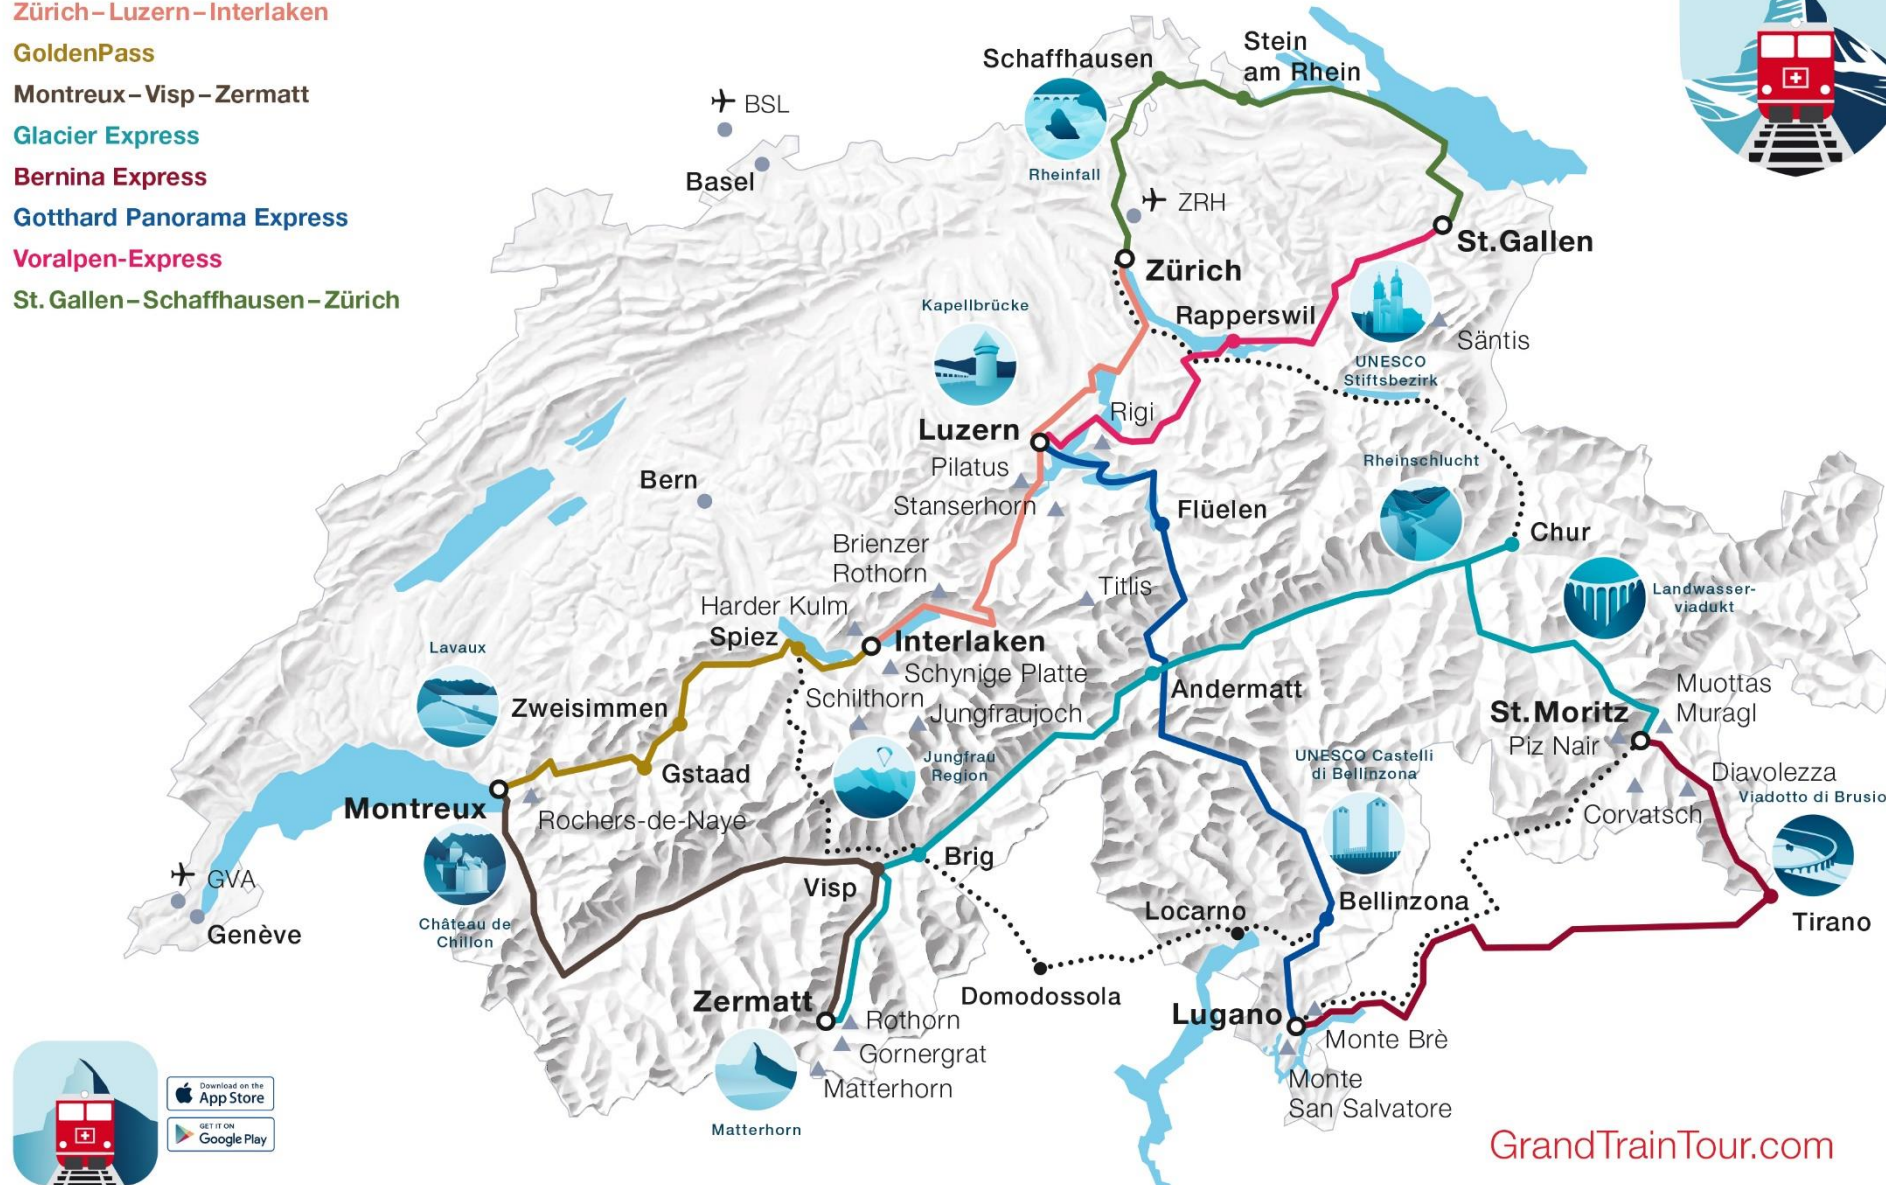 Zürich – Luzern – Interlaken
GoldenPass
Montreux – Visp – Zermatt
Glacier Express
Bernina Express
Gotthard Panorama Express
Voralpen-Express
St. Gallen – Schaffhausen – Zürich
Schaffhausen
Stein
am Rhein
BSL
Basel
Rheinfall
ZRH
Zürich
St.Gallen
Kapellbrücke
Rapperswil
Säntis
UNESCO
Stiftsbezirk
Luzern
Rigi
Pilatus
Rheinschlucht
Bern
Stanserhorn
Flüelen
Chur
Brienzer
Rothorn
Titlis
Landwasser-
viadukt
Harder Kulm
Spiez
Interlaken
Lavaux
Schynige Platte
Schilthorn
Andermatt
Muottas
Muragl
Zweisimmen
Jungfraujoch
St.Moritz
Piz Nair
Jungfrau
Region
UNESCO Castelli
di Bellinzona
Gstaad
Diavolezza
Viadotto di Brusio
Montreux
Rochers-de-Naye
Corvatsch
Brig
GVA
Visp
Locarno
Bellinzona
Château de
Chillon
Genève
Tirano
Domodossola
Zermatt
Lugano
Rothorn
Monte Brè
Gornergrat
Matterhorn
Monte
San Salvatore
Matterhorn
Download on the
App Store
GET IT ON
Google Play
GrandTrainTour.com